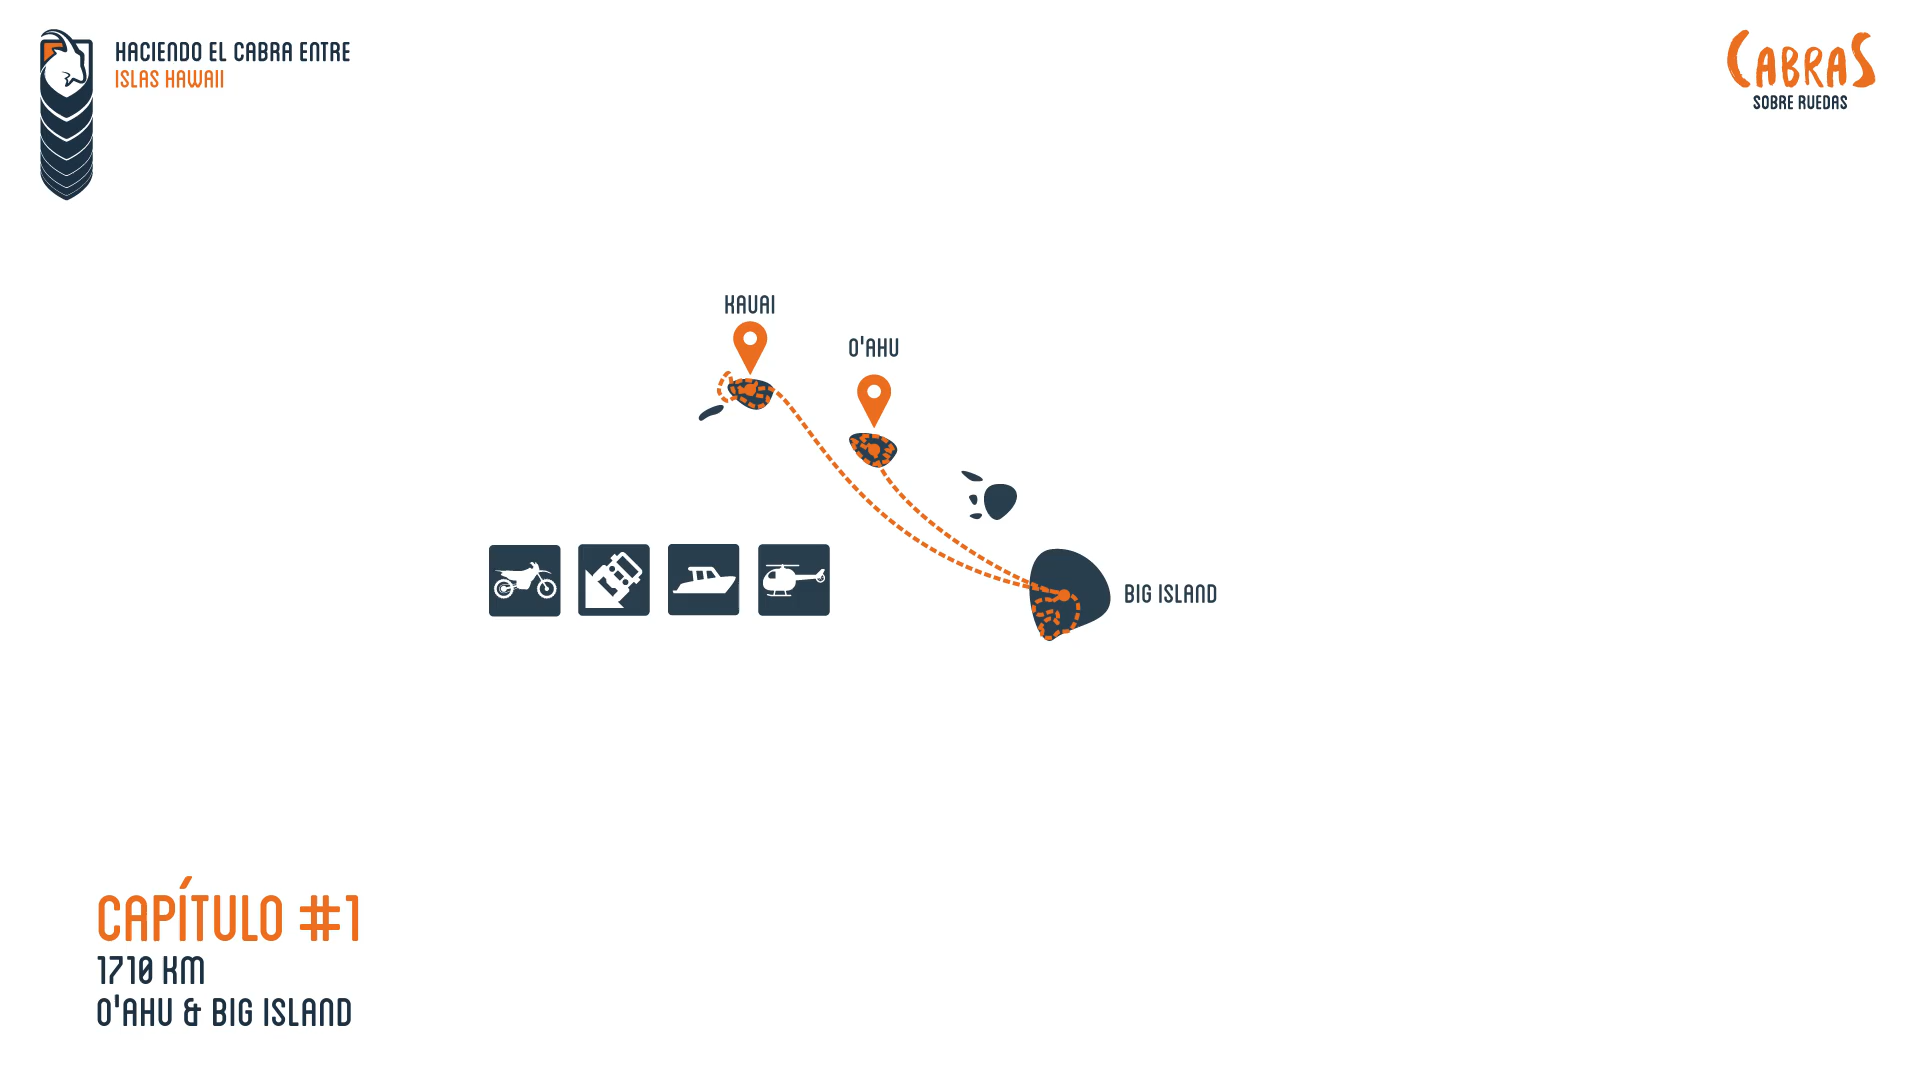 HACIENDO EL CABRA ENTRE
ISLAS HAWAII
CABRAS
SOBRE RUEDAS
KAUAI
O'AHU
BIG ISLAND
CAPÍTULO #1
1710 KM
O'AHU & BIG ISLAND